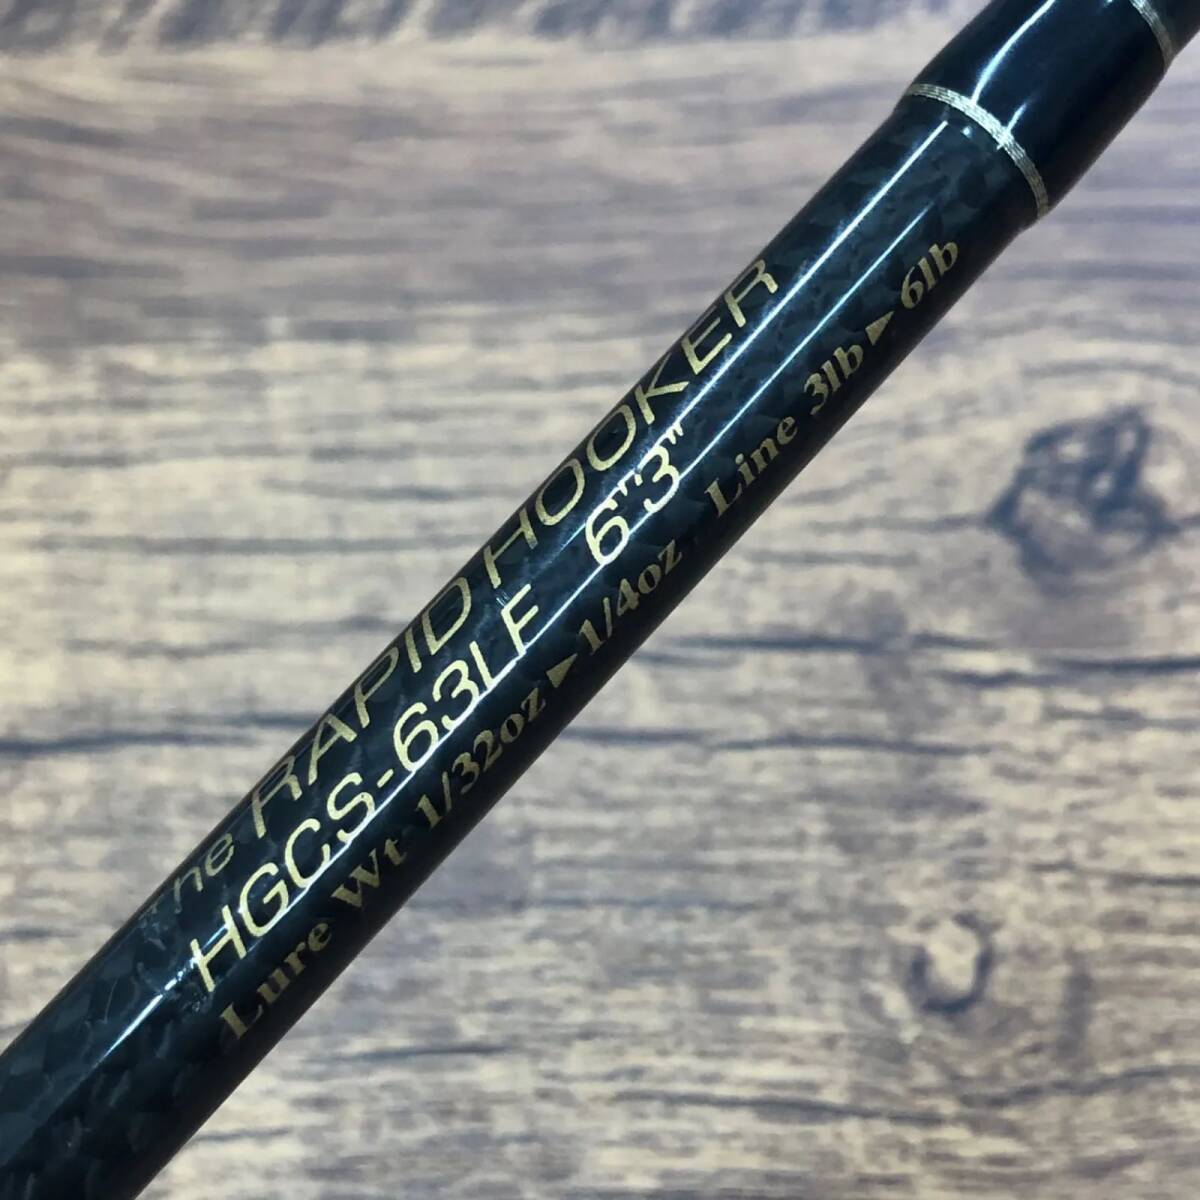 The RAPID HOOKER
HGCS-63LF 6"3"
Lure Wt 1/32oz▶1/4oz Line 3lb▶6lb